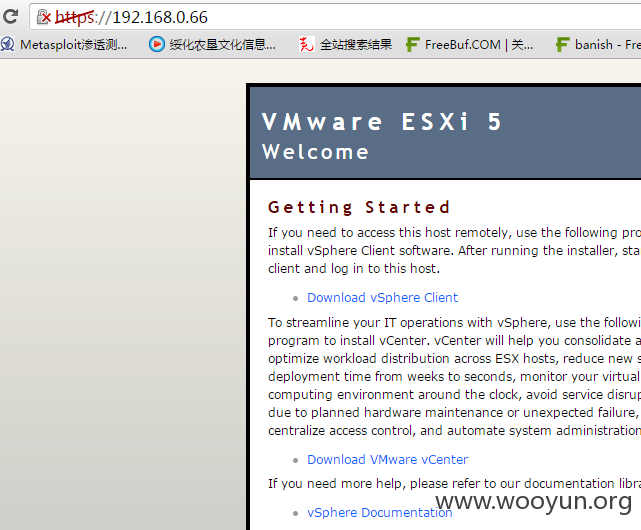 https://192.168.0.66
Metasploit渗透测... 绥化农垦文化信息... 全站搜索结果 FreeBuf.COM | 关... banish - Fre
VMware ESXi 5
Welcome
Getting Started
If you need to access this host remotely, use the following pro
install vSphere Client software. After running the installer, sta
client and log in to this host.
Download vSphere Client
To streamline your IT operations with vSphere, use the followi
program to install vCenter. vCenter will help you consolidate a
optimize workload distribution across ESX hosts, reduce new s
deployment time from weeks to seconds, monitor your virtual
computing environment around the clock, avoid service disrup
due to planned hardware maintenance or unexpected failure,
centralize access control, and automate system administration
Download VMware vCenter
If you need more help, please refer to our documentation libra
vSphere Documentation
www.wooyun.org